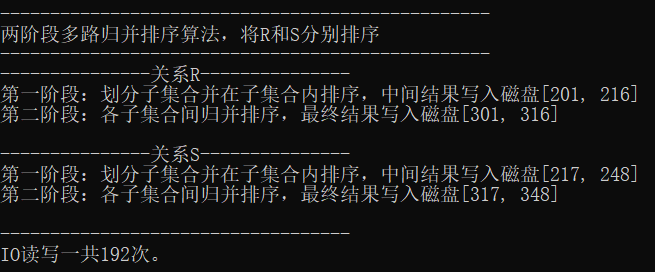 -------------------------------------------------
两阶段多路归并排序算法，将R和S分别排序
-------------------------------------------------
---------------关系R---------------
第一阶段：划分子集合并在子集合内排序，中间结果写入磁盘[201, 216]
第二阶段：各子集合间归并排序，最终结果写入磁盘[301, 316]
---------------关系S---------------
第一阶段：划分子集合并在子集合内排序，中间结果写入磁盘[217, 248]
第二阶段：各子集合间归并排序，最终结果写入磁盘[317, 348]
-----------------------------------
IO读写一共192次。